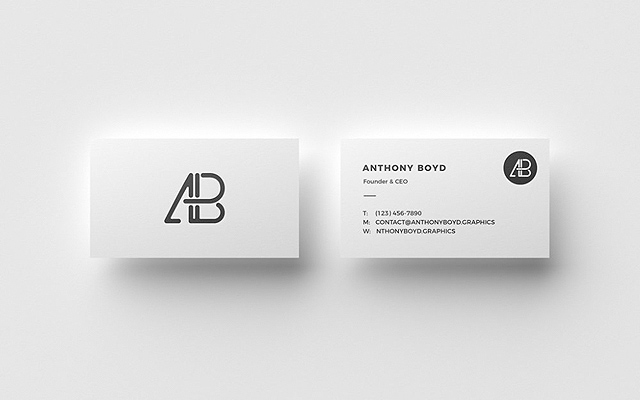 AB
ANTHONY BOYD
Founder & CEO
AB
T: (123) 456-7890
M: CONTACT@ANTHONYBOYD.GRAPHICS
W: NTHONYBOYD.GRAPHICS